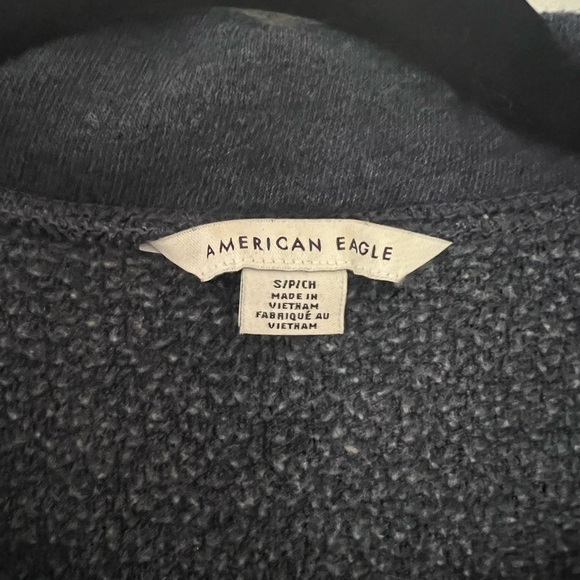 AMERICAN EAGLE
S/P/CH
MADE IN
VIETNAM
FABRIQUÉ AU
VIETNAM